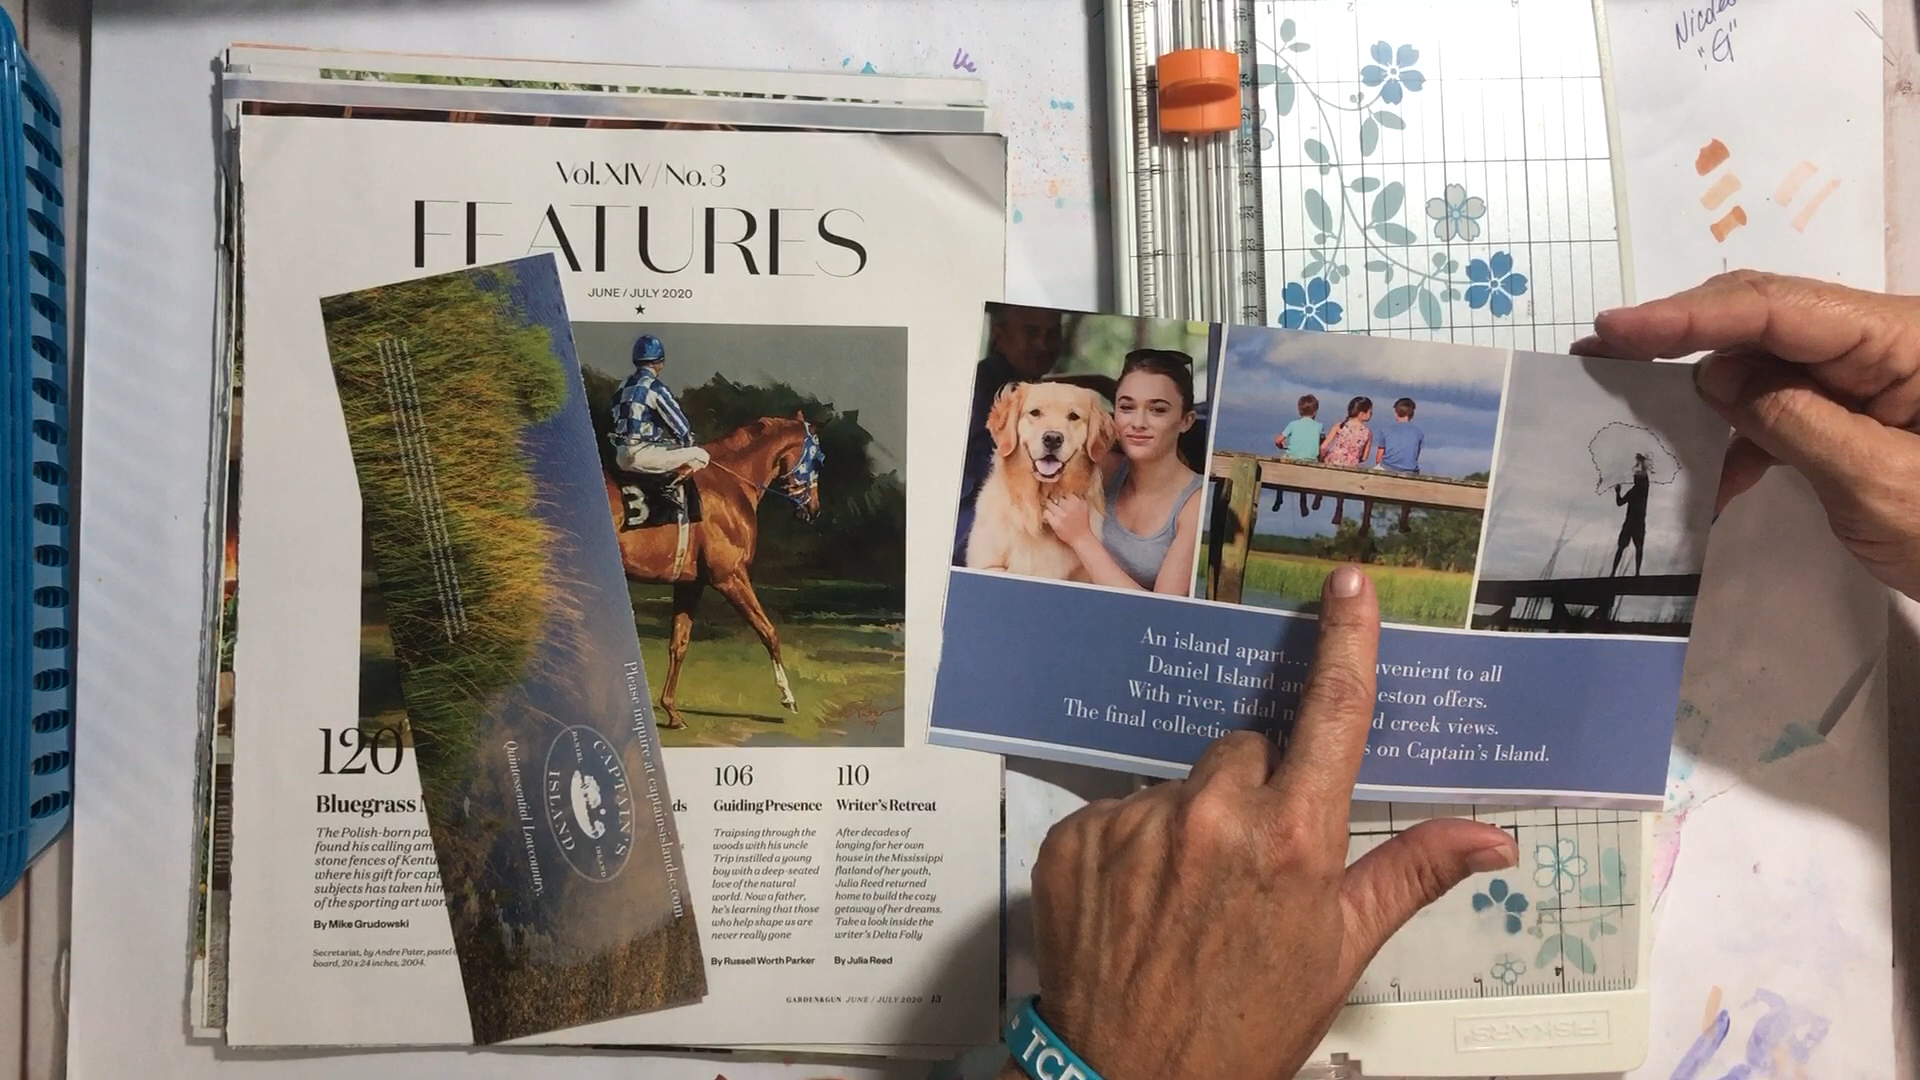 Vol.XIV/No.3
FEATURES
JUNE / JULY 2020
★
3
120
Bluegrass
The Polish-born
found his calling
stone fences of
where his gift for
subjects has taken
of the sporting art
By Mike Grudowski
Secretariat, by Andre Pater, pastel
board, 20 x 24 inches, 2004.
106
Guiding Presence
Traipsing through the
woods with his uncle
Trip instilled a young
boy with a deep-seated
love of the natural
world. Now a father,
he's learning that those
who help shape us are
never really gone
By Russell Worth Parker
110
Writer's Retreat
After decades of
longing for her own
house in the Mississippi
flatland of her youth,
Julia Reed returned
home to build the cozy
getaway of her dreams.
Take a look inside the
writer's Delta Folly
By Julia Reed
GARDEN&GUN JUNE / JULY 2020 13
Please inquire at captainsislandsc.com
CAPTAIN'S
ISLAND
DANIEL ISLAND
Quintessential Lowcountry.
An island apart... convenient to all
Daniel Island offers.
With river, tidal creek views.
The final on Captain's Island.
FISKARS
"G"